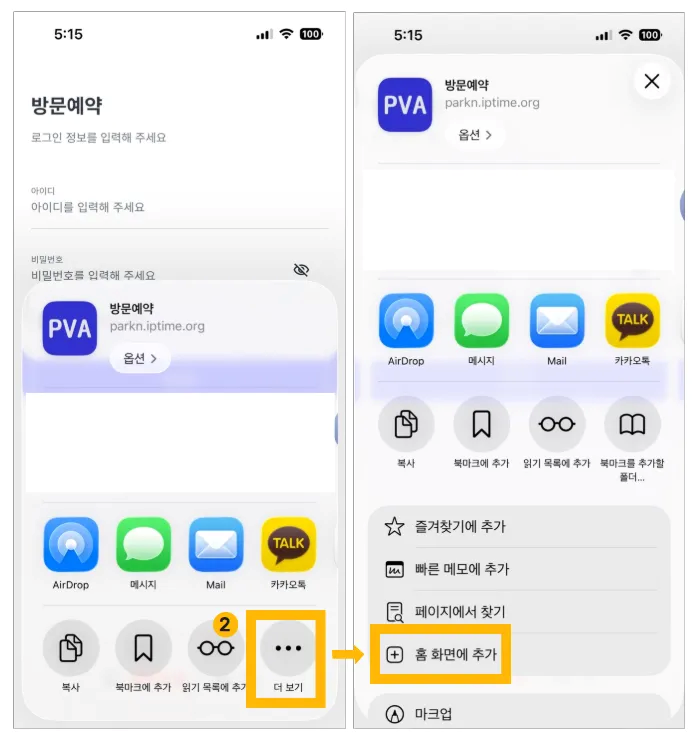 5:15
100
방문예약
로그인 정보를 입력해 주세요
아이디
아이디를 입력해 주세요
비밀번호
비밀번호를 입력해 주세요
PVA
방문예약
parkn.iptime.org
옵션 >
TALK
AirDrop
메시지
Mail
카카오톡
2
복사
북마크에 추가
읽기 목록에 추가
더 보기
5:15
100
PVA
방문예약
parkn.iptime.org
옵션 >
TALK
AirDrop
메시지
Mail
카카오톡
복사
북마크에 추가
읽기 목록에 추가
북마크를 추가할
폴더...
즐겨찾기에 추가
빠른 메모에 추가
페이지에서 찾기
홈 화면에 추가
마크업